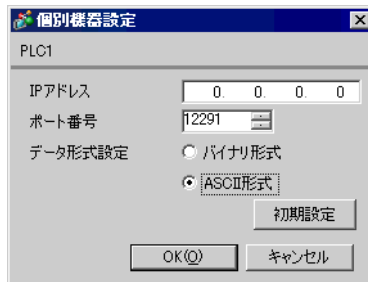 個別機器設定
PLC1
IPアドレス 0. 0. 0. 0
ポート番号 12291
データ形式設定 バイナリ形式
ASCII形式
初期設定
OK(O) キャンセル